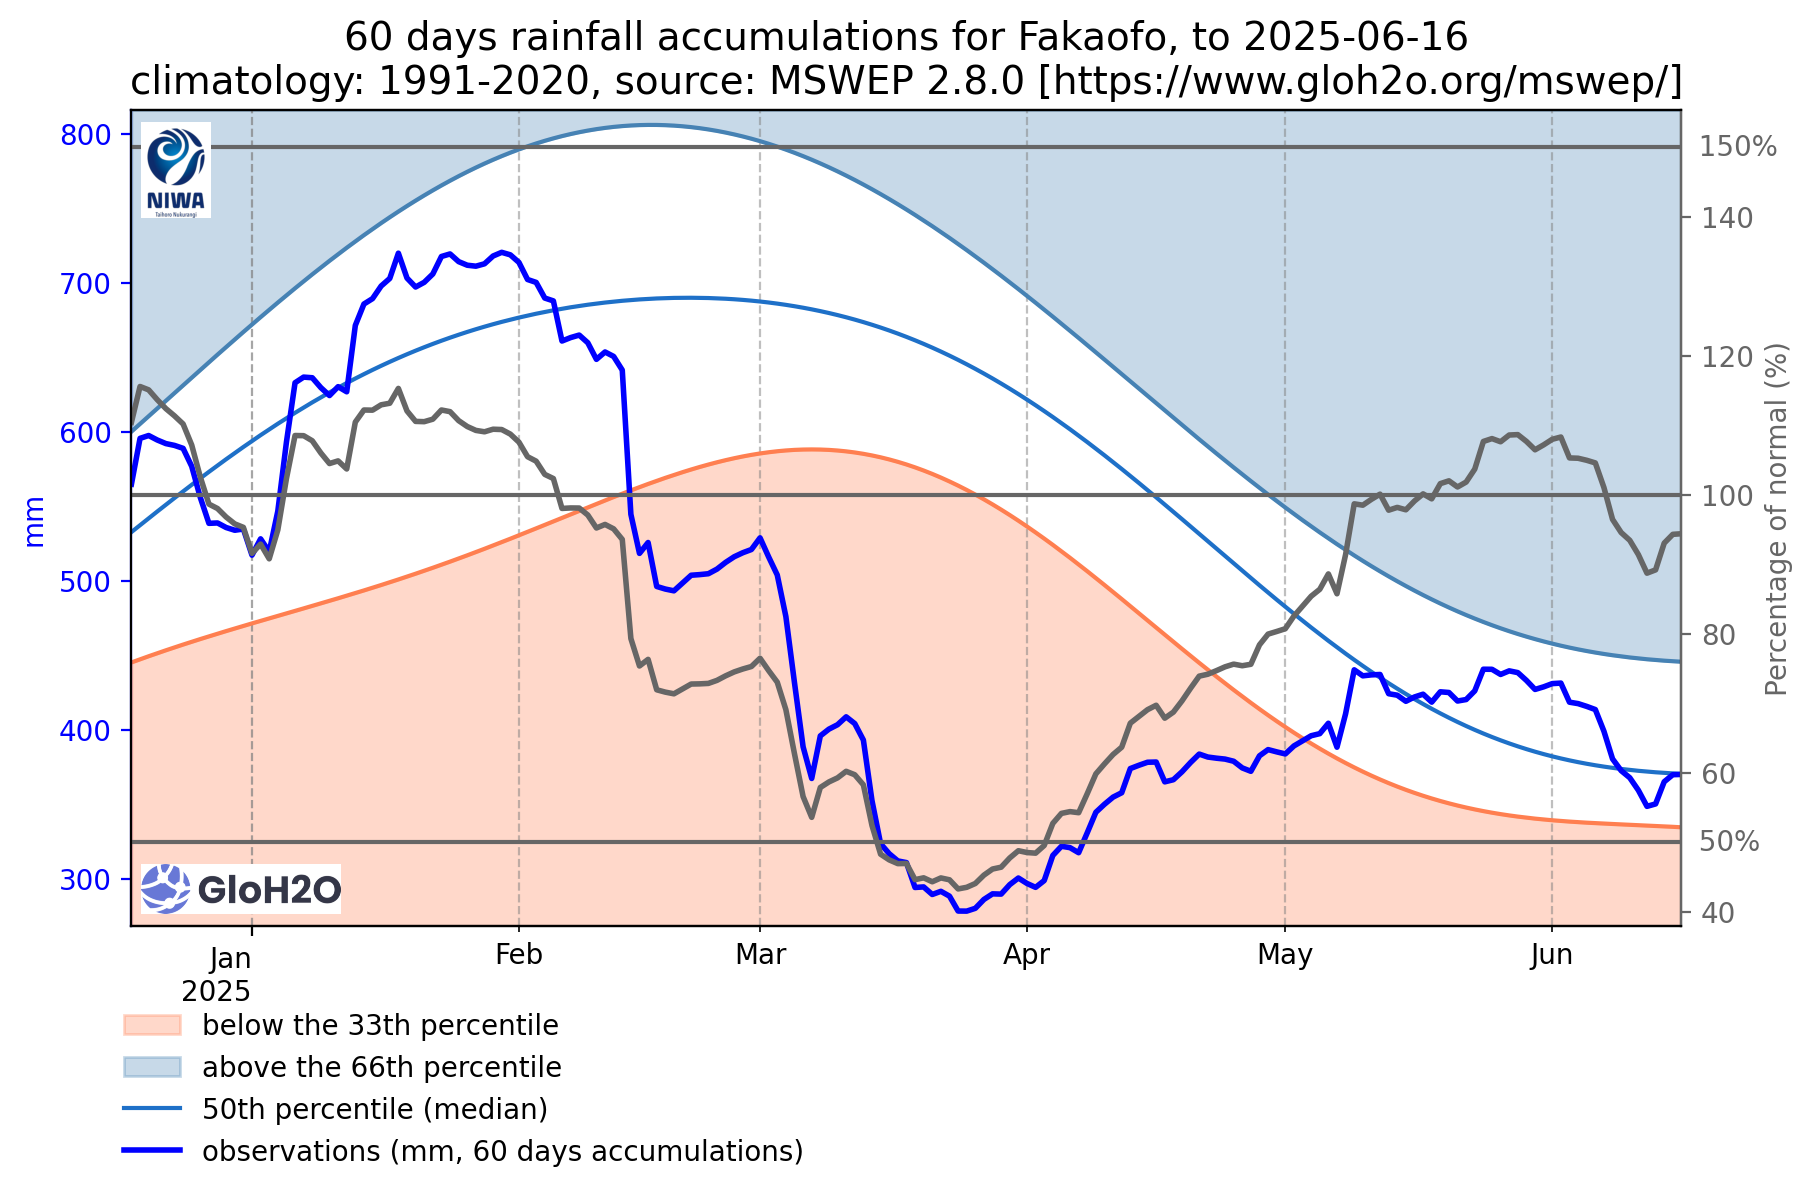 60 days rainfall accumulations for Fakaofo, to 2025-06-16
climatology: 1991-2020, source: MSWEP 2.8.0 [https://www.gloh2o.org/mswep/]
800
700
600
500
400
300
mm
NIWA
Taihoro Nukurangi
GloH2O
150%
140
120
100
80
60
50%
40
Percentage of normal (%)
Jan
2025
Feb
Mar
Apr
May
Jun
below the 33th percentile
above the 66th percentile
50th percentile (median)
observations (mm, 60 days accumulations)